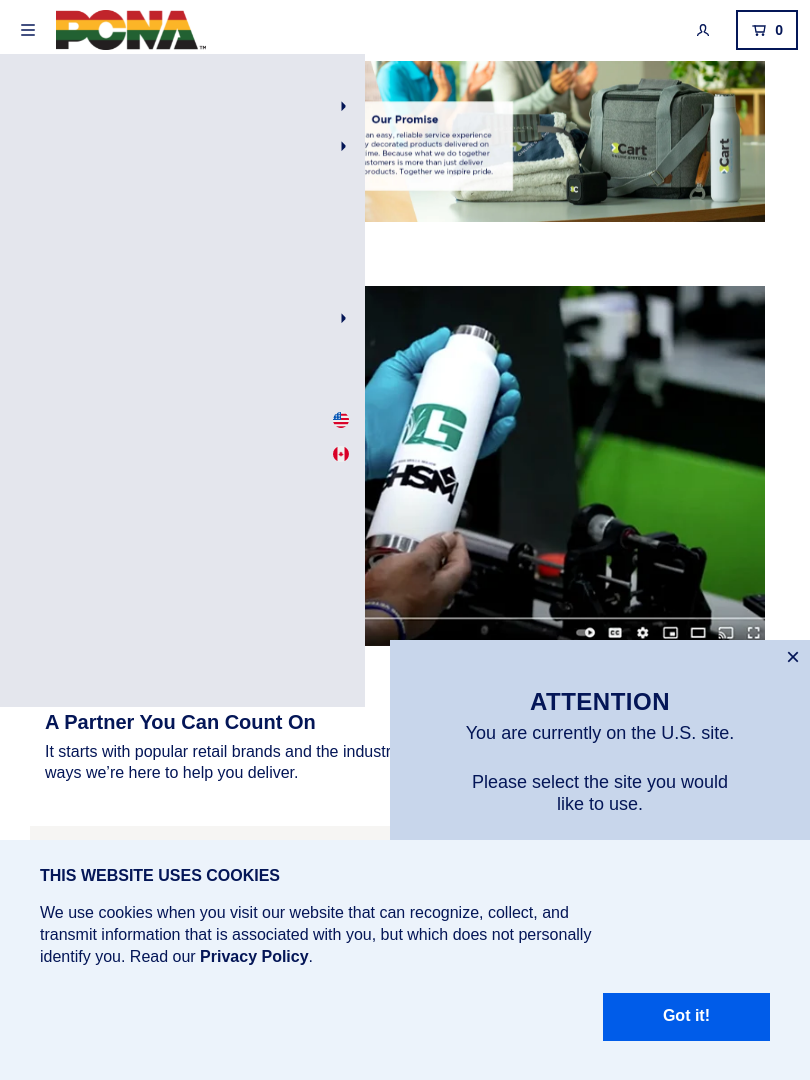 PCNA™
0
Our Promise
an easy, reliable service experience
y decorated products delivered on
ime. Because what we do together
ustomers is more than just deliver
products. Together we inspire pride.
Cart
Cart
C
G
GHSM
CC
ATTENTION
You are currently on the U.S. site.
Please select the site you would
like to use.
A Partner You Can Count On
It starts with popular retail brands and the industr
ways we’re here to help you deliver.
THIS WEBSITE USES COOKIES
We use cookies when you visit our website that can recognize, collect, and
transmit information that is associated with you, but which does not personally
identify you. Read our Privacy Policy.
Got it!